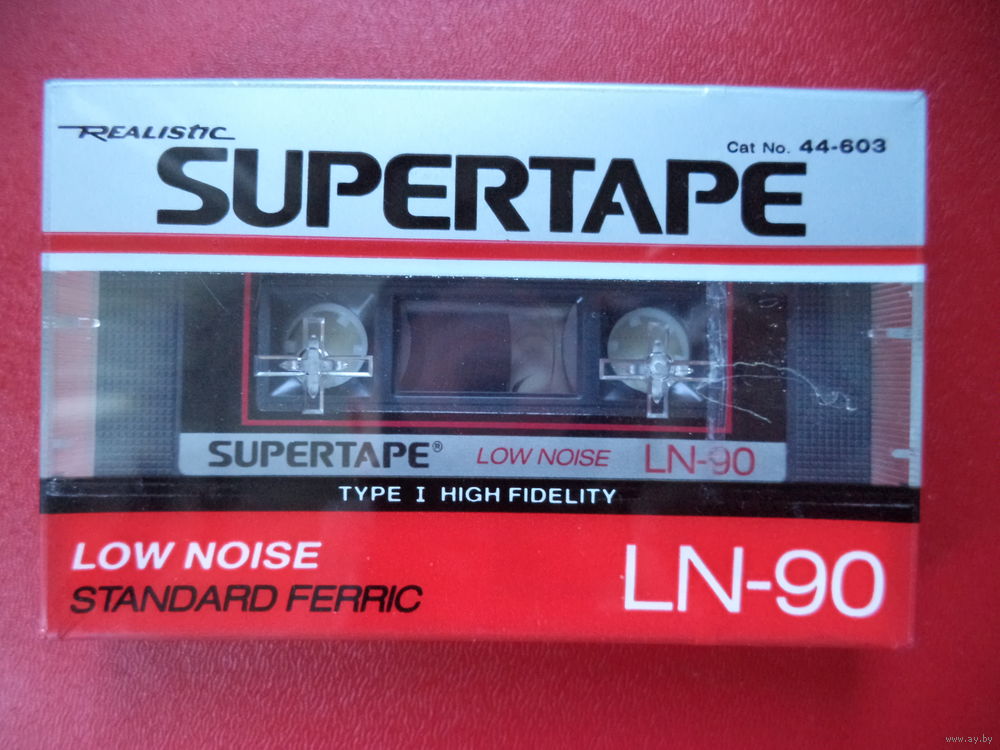 REALISTIC
Cat No. 44-603
SUPERTAPE
SUPERTAPE® LOW NOISE LN-90
TYPE I HIGH FIDELITY
LOW NOISE
STANDARD FERRIC
LN-90
www.ay.by